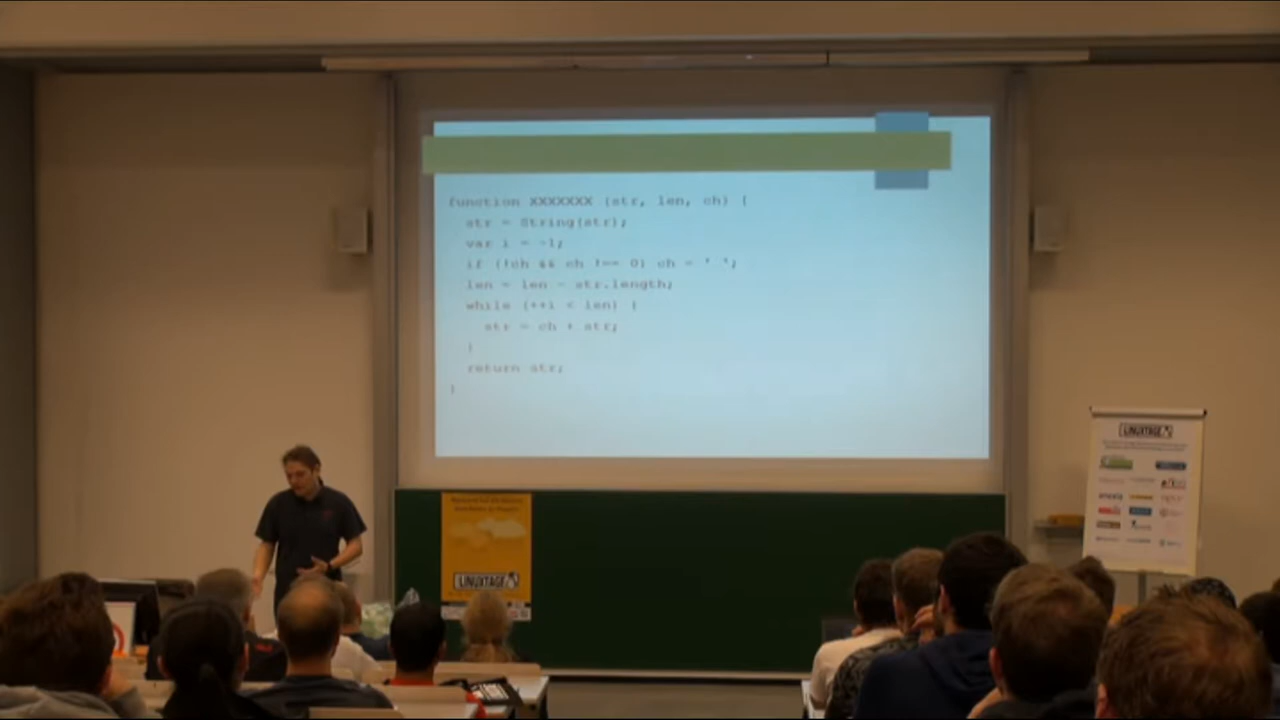 function XXXXXXX (str, len, ch) {
str = String(str);
var i = -1;
if (!ch && ch !== 0) ch = ' ';
len = len - str.length;
while (++i < len) {
str = ch + str;
}
return str;
}
LINUXTAGE
LINUXTAGE